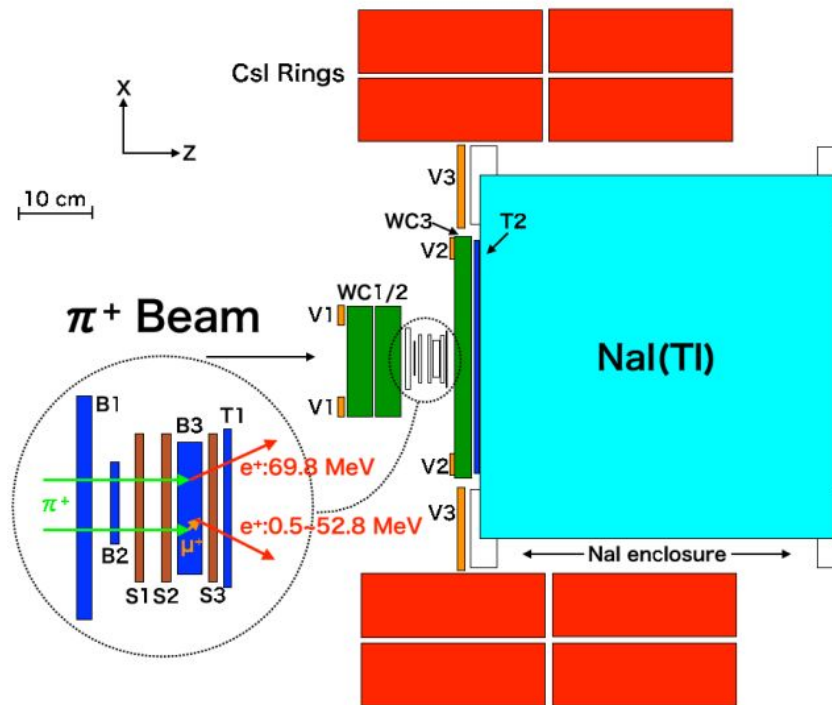 CsI Rings
X
Z
10 cm
V3
WC3
T2
V2
WC1/2
V1
π+ Beam
NaI(Tl)
B1
B3
T1
e+:69.8 MeV
π+
V1
V2
e+:0.5~52.8 MeV
V3
μ+
B2
S1 S2
S3
NaI enclosure